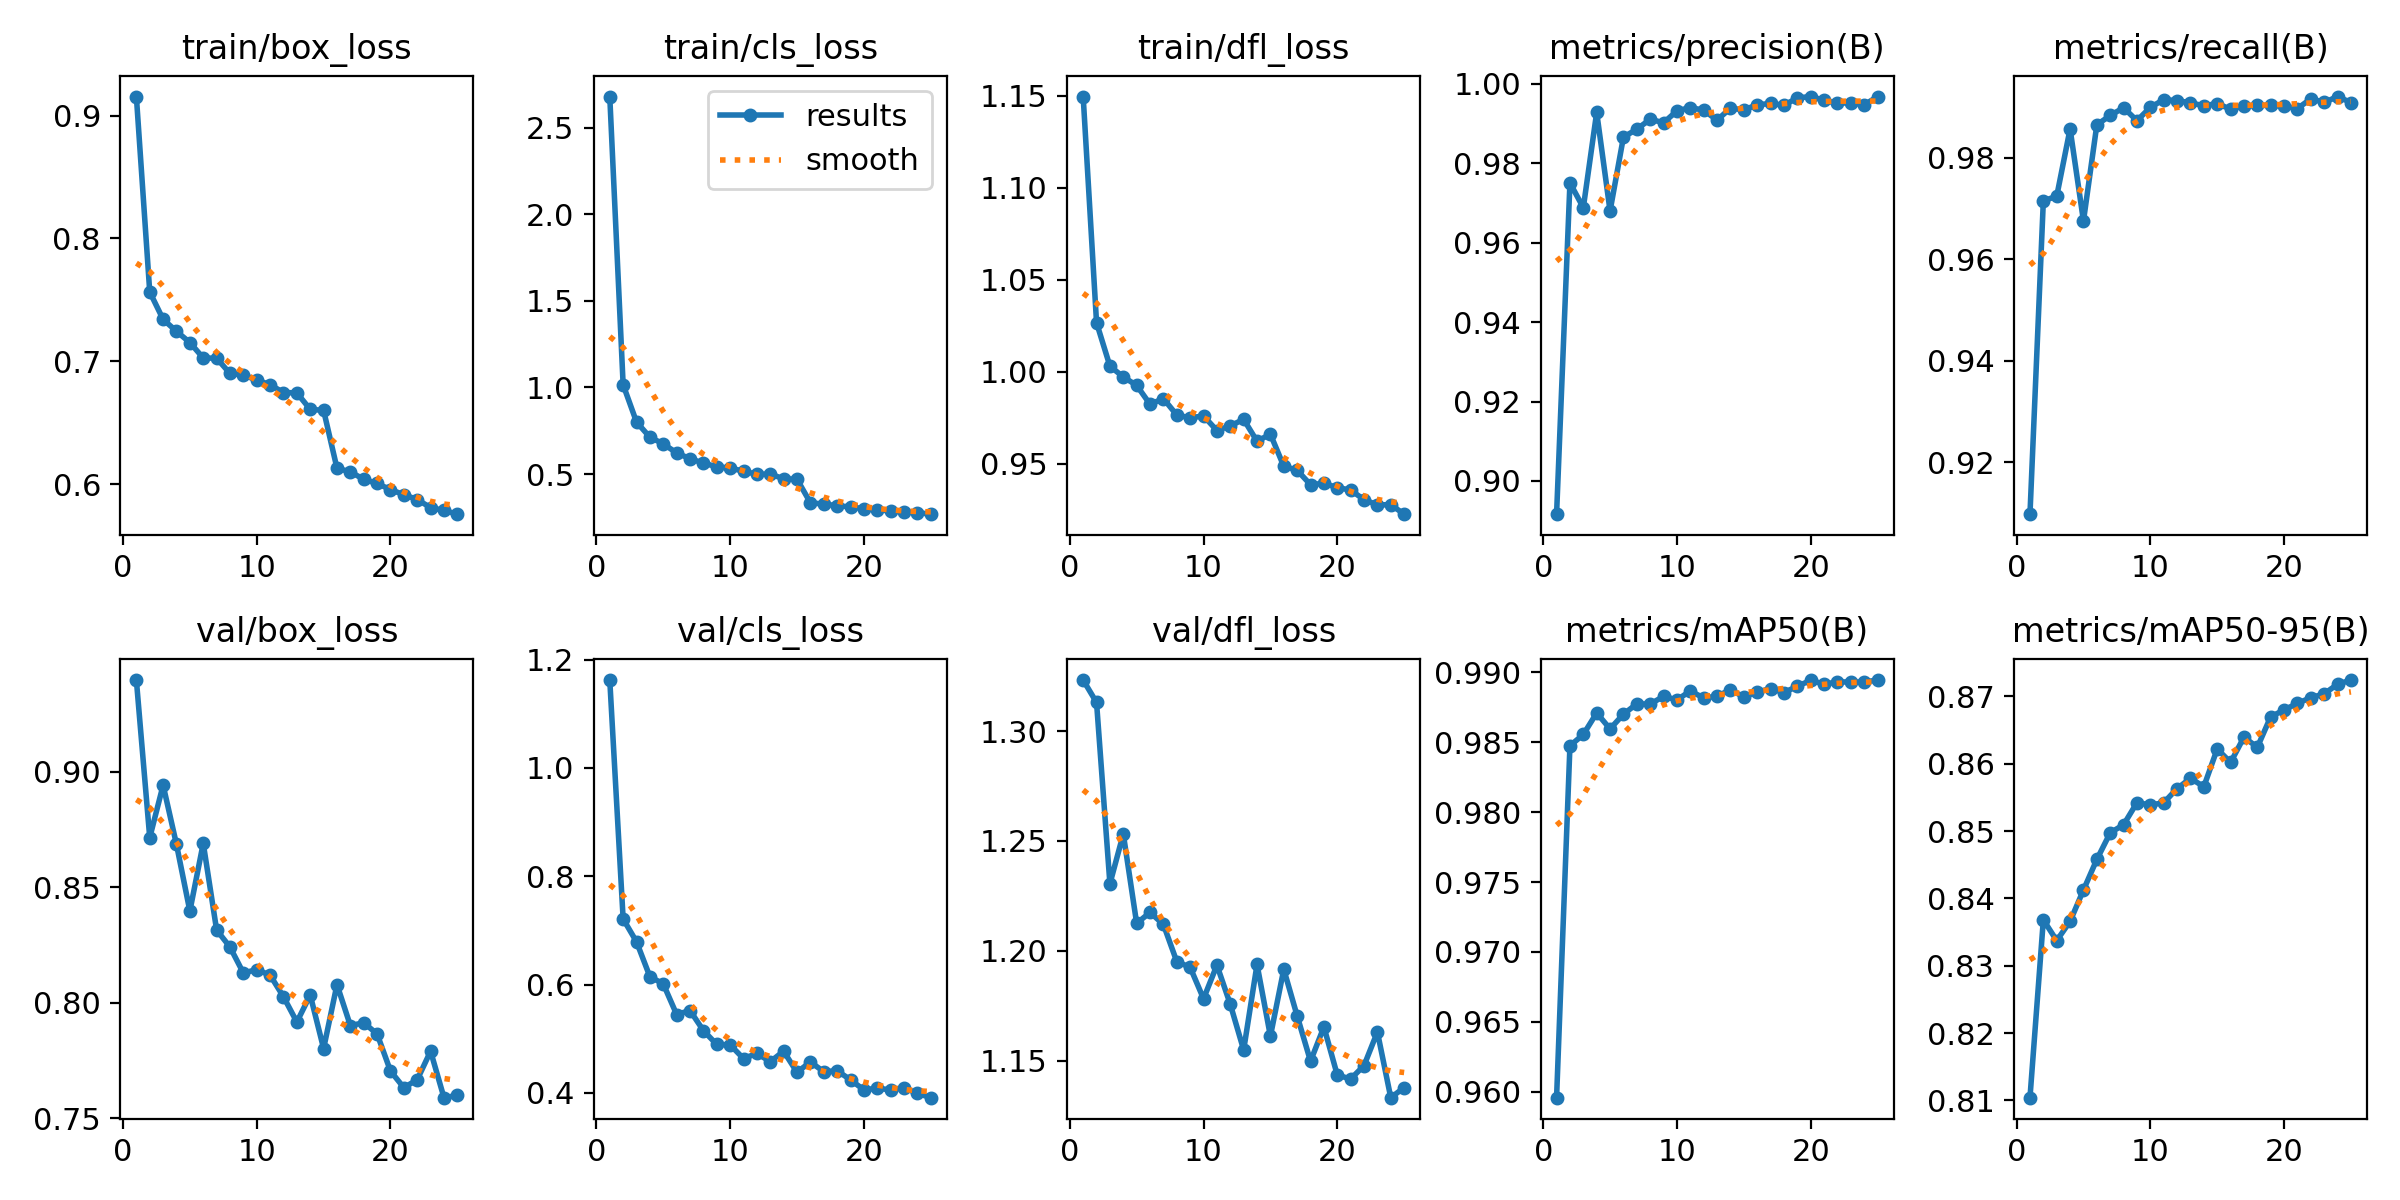 train/box_loss
0.9
0.8
0.7
0.6
0 10 20
train/cls_loss
results
smooth
2.5
2.0
1.5
1.0
0.5
0 10 20
train/dfl_loss
1.15
1.10
1.05
1.00
0.95
0 10 20
metrics/precision(B)
1.00
0.98
0.96
0.94
0.92
0.90
0 10 20
metrics/recall(B)
0.98
0.96
0.94
0.92
0 10 20
val/box_loss
0.90
0.85
0.80
0.75
0 10 20
val/cls_loss
1.2
1.0
0.8
0.6
0.4
0 10 20
val/dfl_loss
1.30
1.25
1.20
1.15
0 10 20
metrics/mAP50(B)
0.990
0.985
0.980
0.975
0.970
0.965
0.960
0 10 20
metrics/mAP50-95(B)
0.87
0.86
0.85
0.84
0.83
0.82
0.81
0 10 20